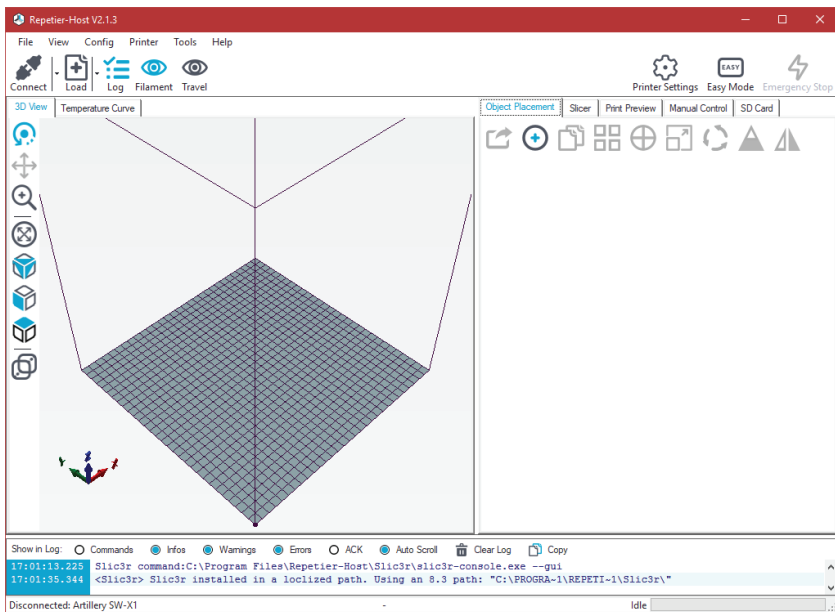 Repetier-Host V2.1.3
File View Config Printer Tools Help
Connect Load Log Filament Travel Printer Settings Easy Mode Emergency Stop
EASY
3D View Temperature Curve Object Placement Slicer Print Preview Manual Control SD Card
Show in Log: Commands Infos Warnings Errors ACK Auto Scroll Clear Log Copy
17:01:13.225 Slic3r command:C:\Program Files\Repetier-Host\Slic3r\slic3r-console.exe --gui
17:01:35.344 <Slic3r> Slic3r installed in a loclized path. Using an 8.3 path: "C:\PROGRA~1\REPETI~1\Slic3r\"
Disconnected: Artillery SW-X1 - Idle